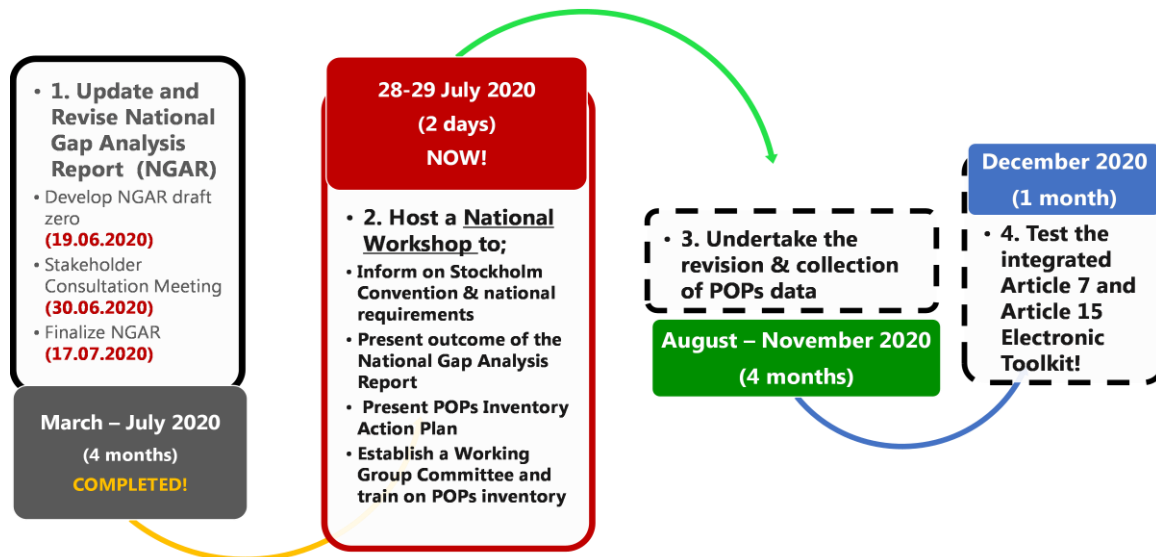 • 1. Update and
Revise National
Gap Analysis
Report  (NGAR)
• Develop NGAR draft
zero
(19.06.2020)
• Stakeholder
Consultation Meeting
(30.06.2020)
• Finalize NGAR
(17.07.2020)
March – July 2020
(4 months)
COMPLETED!
28-29 July 2020
(2 days)
NOW!
• 2. Host a National
Workshop to;
• Inform on Stockholm
Convention & national
requirements
• Present outcome of the
National Gap Analysis
Report
•  Present POPs Inventory
Action Plan
• Establish a Working
Group Committee and
train on POPs inventory
• 3. Undertake the
revision & collection
of POPs data
August – November 2020
(4 months)
December 2020
(1 month)
• 4. Test the
integrated
Article 7 and
Article 15
Electronic
Toolkit!